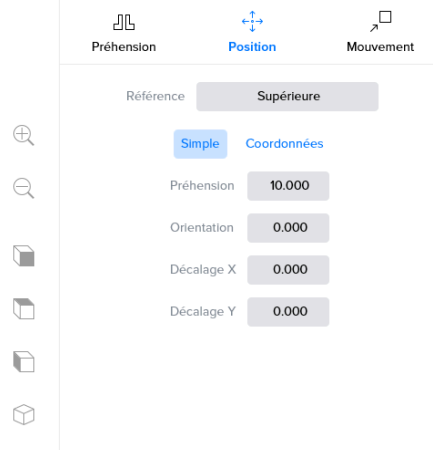 Préhension Position Mouvement
Référence Supérieure
Simple Coordonnées
Préhension 10.000
Orientation 0.000
Décalage X 0.000
Décalage Y 0.000